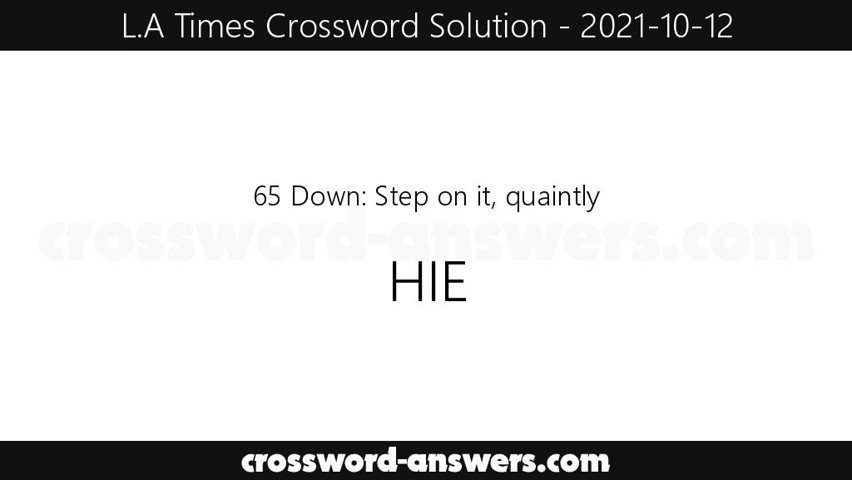 L.A Times Crossword Solution - 2021-10-12
65 Down: Step on it, quaintly
crossword-answers.com
HIE
crossword-answers.com